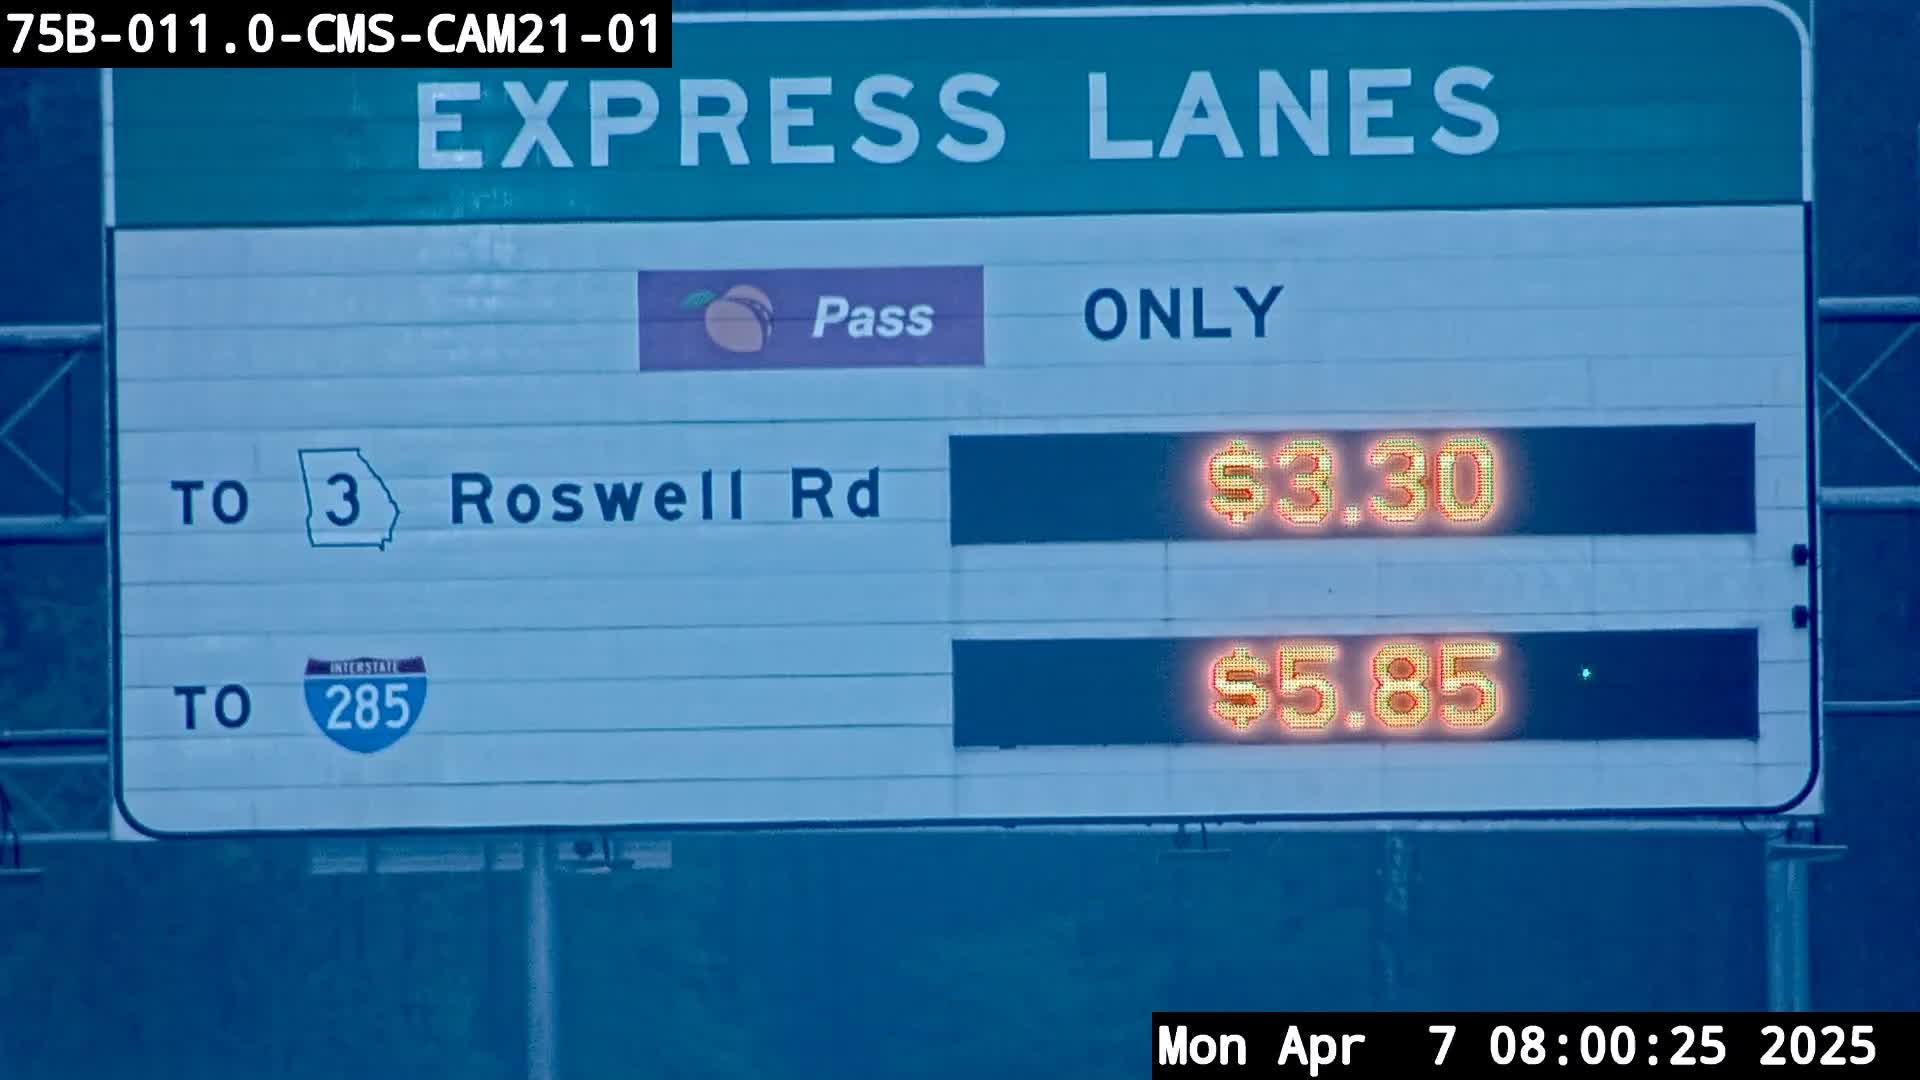 75B-011.0-CMS-CAM21-01
EXPRESS LANES
Pass ONLY
TO 3 Roswell Rd $3.30
INTERSTATE
TO 285 $5.85
Mon Apr 7 08:00:25 2025